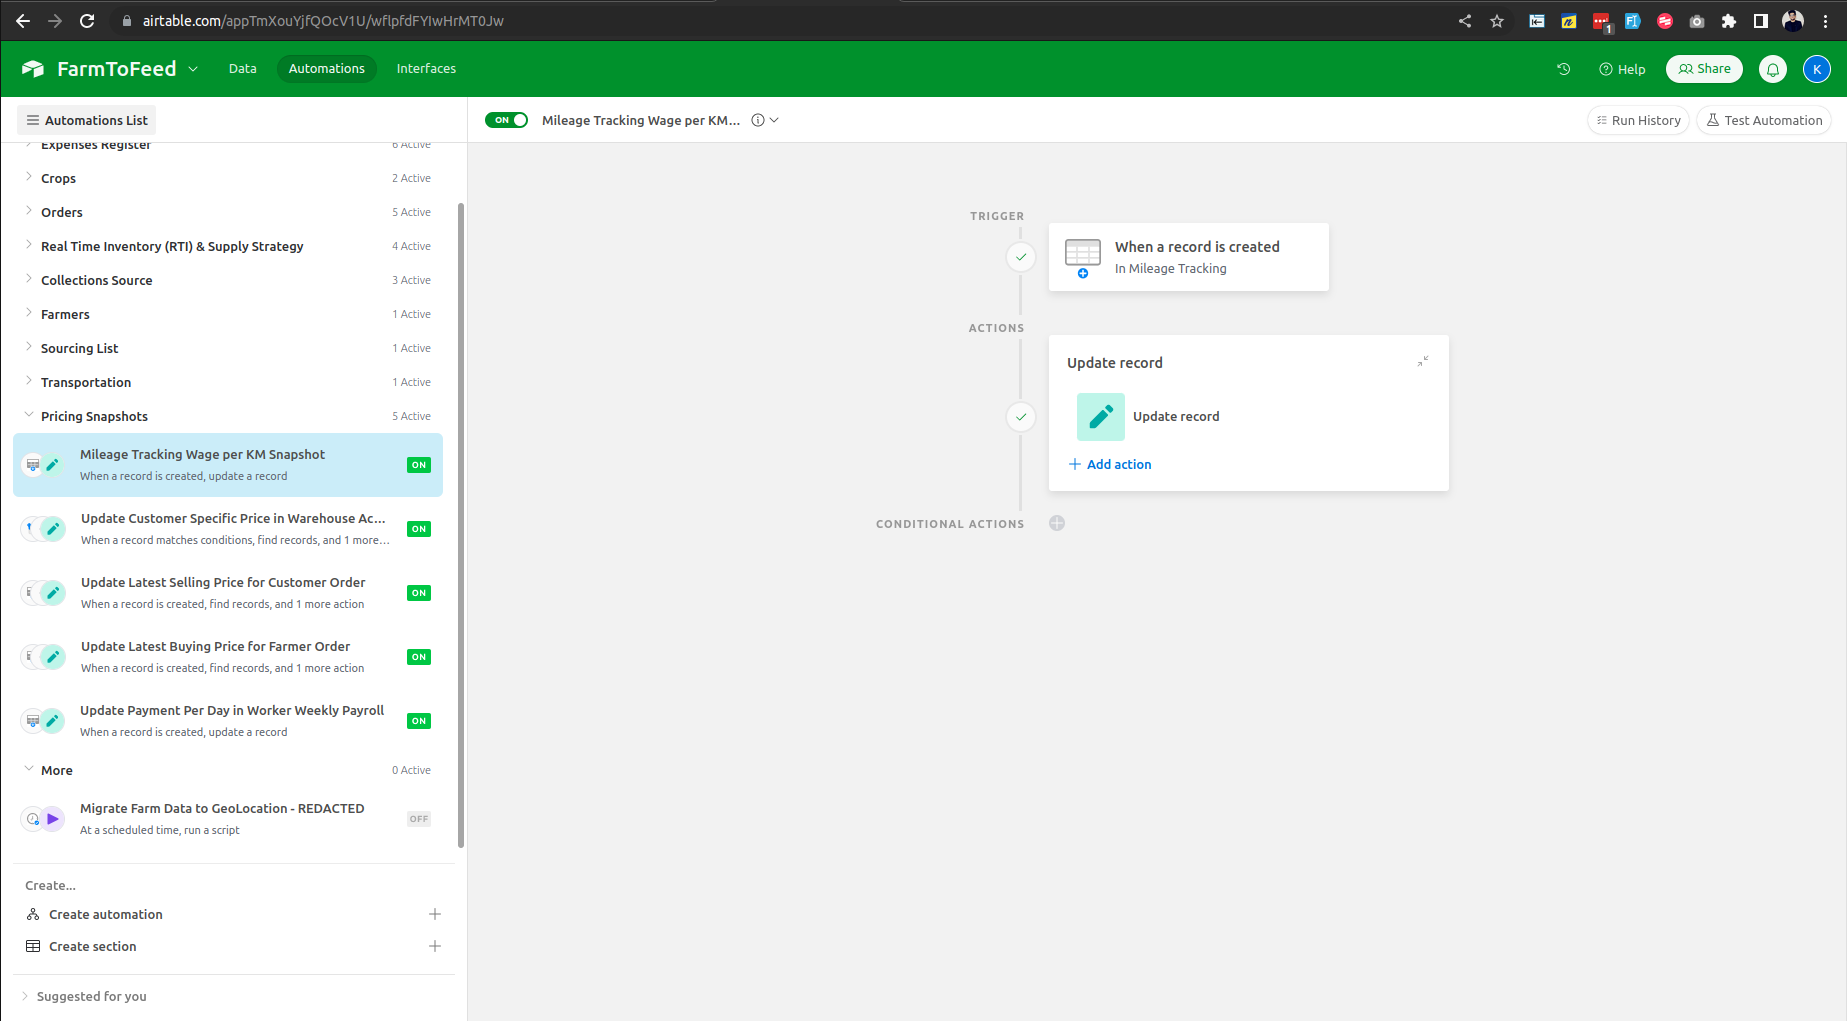 airtable.com/appTmXouYjfQOcV1U/wflpfdFYIwHrMT0Jw
1
FarmToFeed
Data
Automations
Interfaces
Help
Share
K
Automations List
ON
Mileage Tracking Wage per KM...
Run History
Test Automation
Expenses Register
6 Active
Crops
2 Active
Orders
5 Active
Real Time Inventory (RTI) & Supply Strategy
4 Active
Collections Source
3 Active
Farmers
1 Active
Sourcing List
1 Active
Transportation
1 Active
Pricing Snapshots
5 Active
Mileage Tracking Wage per KM Snapshot
When a record is created, update a record
ON
Update Customer Specific Price in Warehouse Ac...
When a record matches conditions, find records, and 1 more...
ON
Update Latest Selling Price for Customer Order
When a record is created, find records, and 1 more action
ON
Update Latest Buying Price for Farmer Order
When a record is created, find records, and 1 more action
ON
Update Payment Per Day in Worker Weekly Payroll
When a record is created, update a record
ON
More
0 Active
Migrate Farm Data to GeoLocation - REDACTED
At a scheduled time, run a script
OFF
Create...
Create automation
Create section
Suggested for you
TRIGGER
When a record is created
In Mileage Tracking
ACTIONS
Update record
Update record
Add action
CONDITIONAL ACTIONS